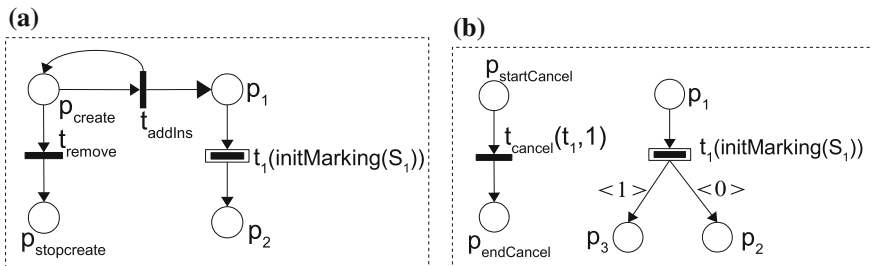 (a)
p_create
t_addIns
p_1
t_remove
t_1(initMarking(S_1))
p_stopcreate
p_2
(b)
p_startCancel
p_1
t_cancel(t_1,1)
t_1(initMarking(S_1))
<1>
<0>
p_endCancel
p_3
p_2